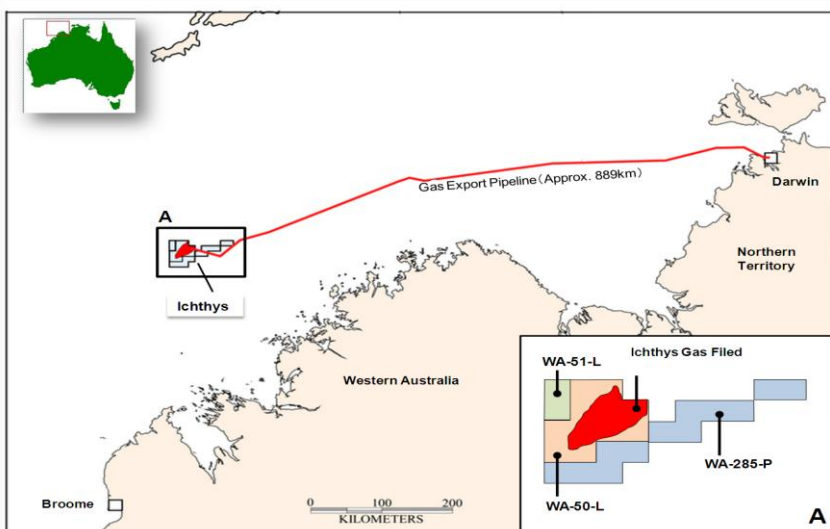 Gas Export Pipeline(Approx. 889km)
Darwin
A
Northern
Territory
Ichthys
Ichthys Gas Filed
WA-51-L
Western Australia
WA-285-P
WA-50-L
Broome
0 100 200
KILOMETERS
A